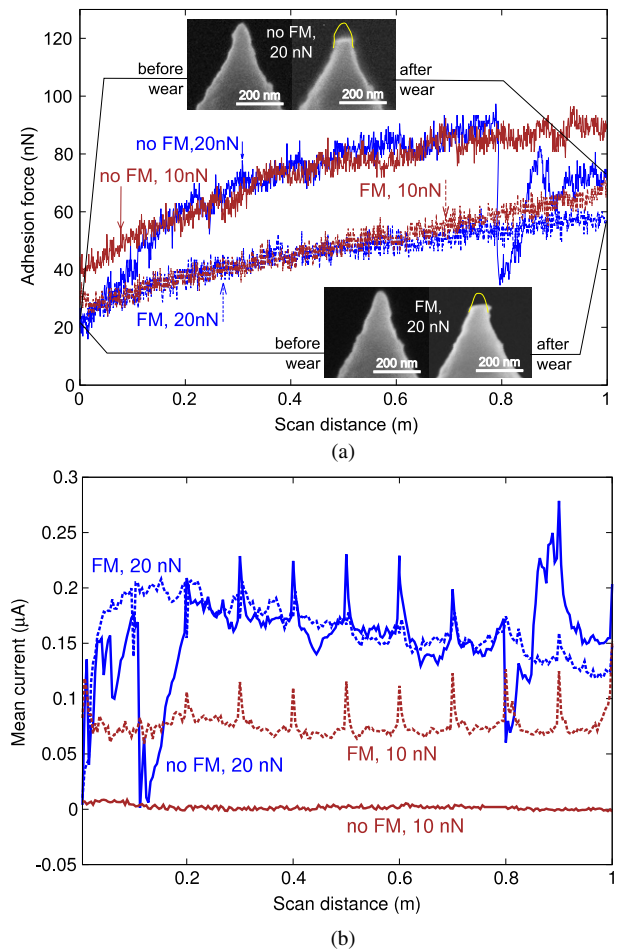 120
100
80
60
40
20
0
Adhesion force (nN)
no FM,
20 nN
200 nm
200 nm
before
wear
after
wear
no FM,20nN
no FM, 10nN
FM, 10nN
FM, 20nN
FM,
20 nN
200 nm
200 nm
before
wear
after
wear
0
0.2
0.4
0.6
0.8
1
Scan distance (m)
(a)
0.3
0.25
0.2
0.15
0.1
0.05
0
-0.05
Mean current (µA)
FM, 20 nN
FM, 10 nN
no FM, 20 nN
no FM, 10 nN
0.2
0.4
0.6
0.8
1
Scan distance (m)
(b)